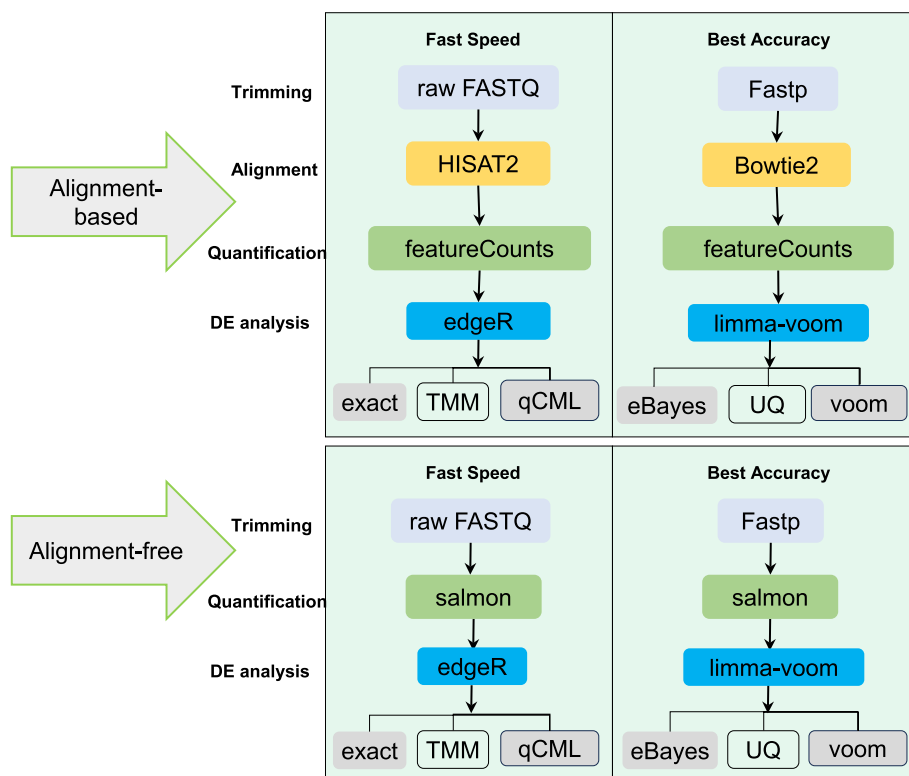 Fast Speed
Best Accuracy
Trimming
raw FASTQ
Fastp
Alignment
HISAT2
Bowtie2
Alignment-
based
Quantification
featureCounts
featureCounts
DE analysis
edgeR
limma-voom
exact
TMM
qCML
eBayes
UQ
voom
Fast Speed
Best Accuracy
Trimming
raw FASTQ
Fastp
Alignment-free
Quantification
salmon
salmon
DE analysis
edgeR
limma-voom
exact
TMM
qCML
eBayes
UQ
voom